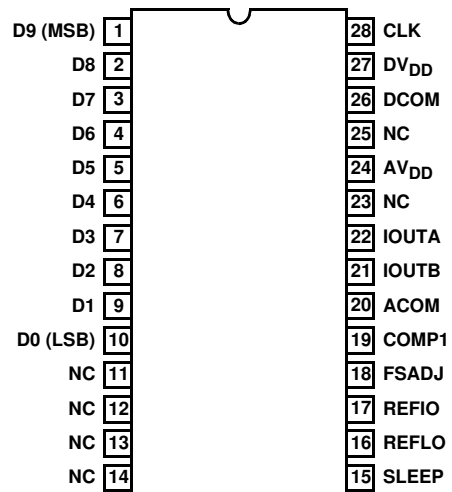 D9 (MSB) 1 28 CLK
D8 2 27 DVDD
D7 3 26 DCOM
D6 4 25 NC
D5 5 24 AVDD
D4 6 23 NC
D3 7 22 IOUTA
D2 8 21 IOUTB
D1 9 20 ACOM
D0 (LSB) 10 19 COMP1
NC 11 18 FSADJ
NC 12 17 REFIO
NC 13 16 REFLO
NC 14 15 SLEEP